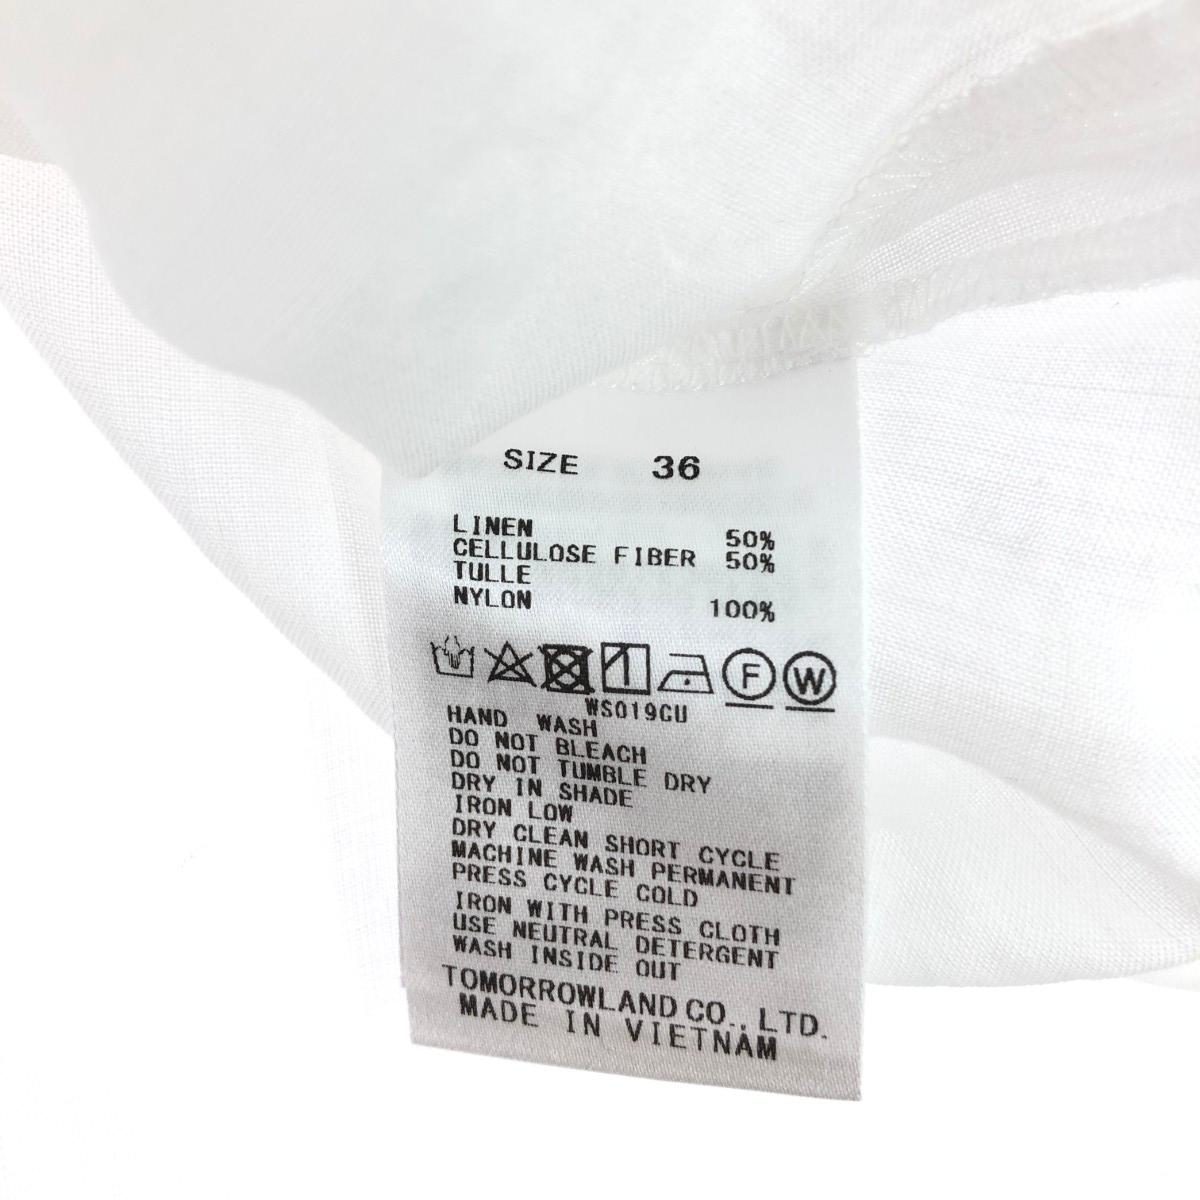 SIZE 36
LINEN 50%
CELLULOSE FIBER 50%
TULLE
NYLON 100%
F W
WS019GU
HAND WASH
DO NOT BLEACH
DO NOT TUMBLE DRY
DRY IN SHADE
IRON LOW
DRY CLEAN SHORT CYCLE
MACHINE WASH PERMANENT
PRESS CYCLE COLD
IRON WITH PRESS CLOTH
USE NEUTRAL DETERGENT
WASH INSIDE OUT
TOMORROWLAND CO., LTD.
MADE IN VIETNAM